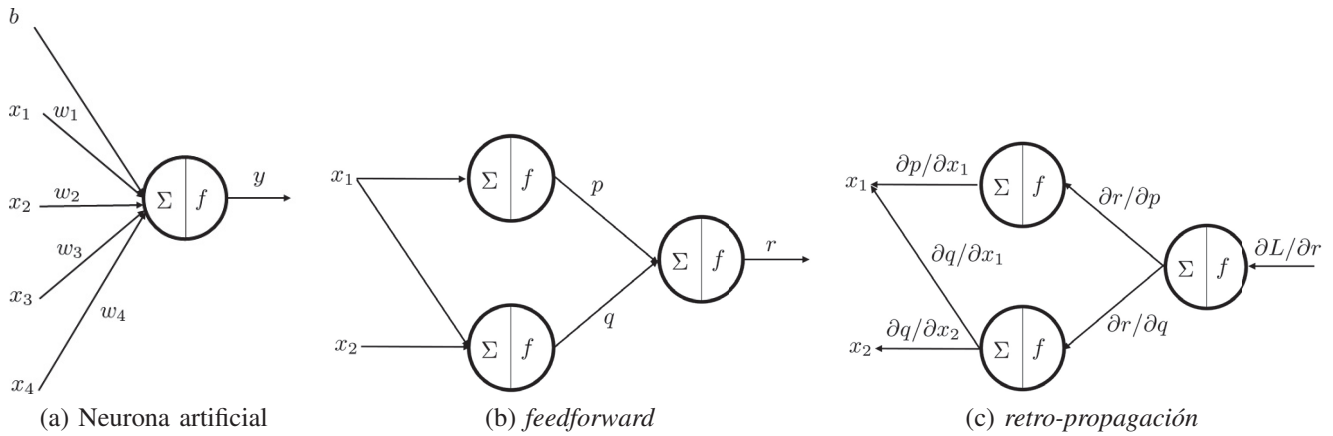 b
x₁
w₁
x₂
w₂
x₃
w₃
x₄
w₄
Σ
f
y
(a) Neurona artificial
x₁
x₂
Σ
f
Σ
f
p
q
Σ
f
r
(b) feedforward
x₁
x₂
∂p/∂x₁
∂q/∂x₁
∂q/∂x₂
Σ
f
Σ
f
∂r/∂p
∂r/∂q
Σ
f
∂L/∂r
(c) retro-propagación